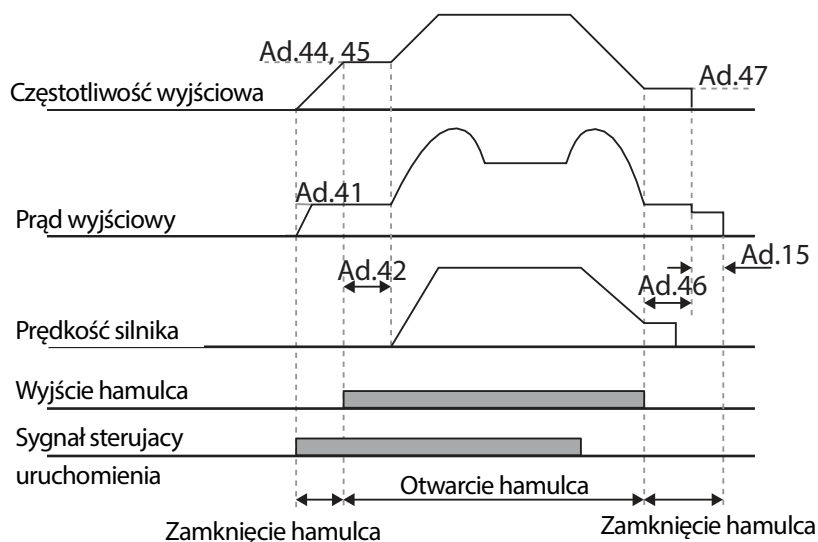 Ad.44, 45
Ad.47
Częstotliwość wyjściowa
Ad.41
Prąd wyjściowy
Ad.15
Ad.42
Ad.46
Prędkość silnika
Wyjście hamulca
Sygnał sterujacy
uruchomienia
Otwarcie hamulca
Zamknięcie hamulca
Zamknięcie hamulca